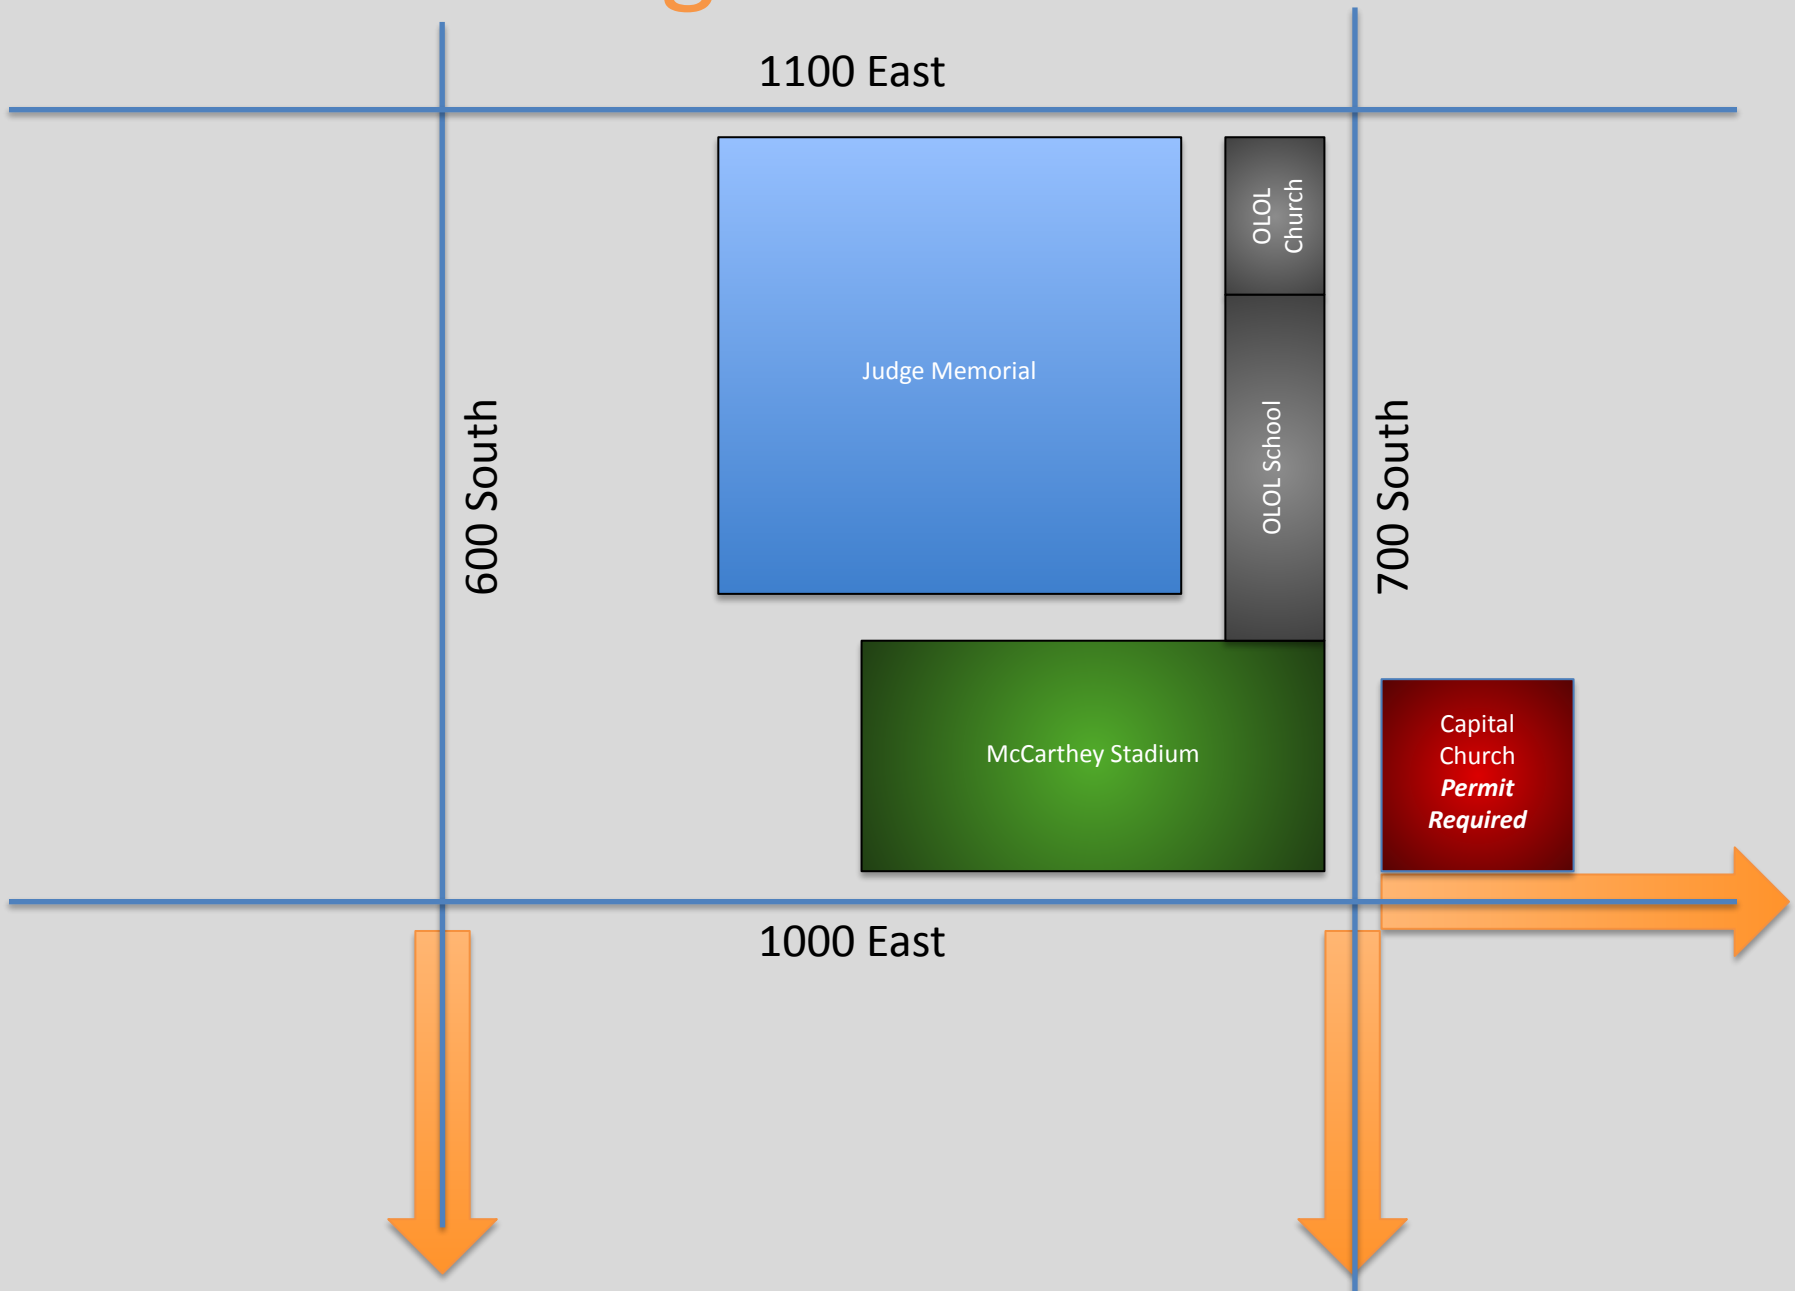 1100 East
OLOL
Church
Judge Memorial
600 South
OLOL School
700 South
McCarthey Stadium
Capital
Church
Permit
Required
1000 East